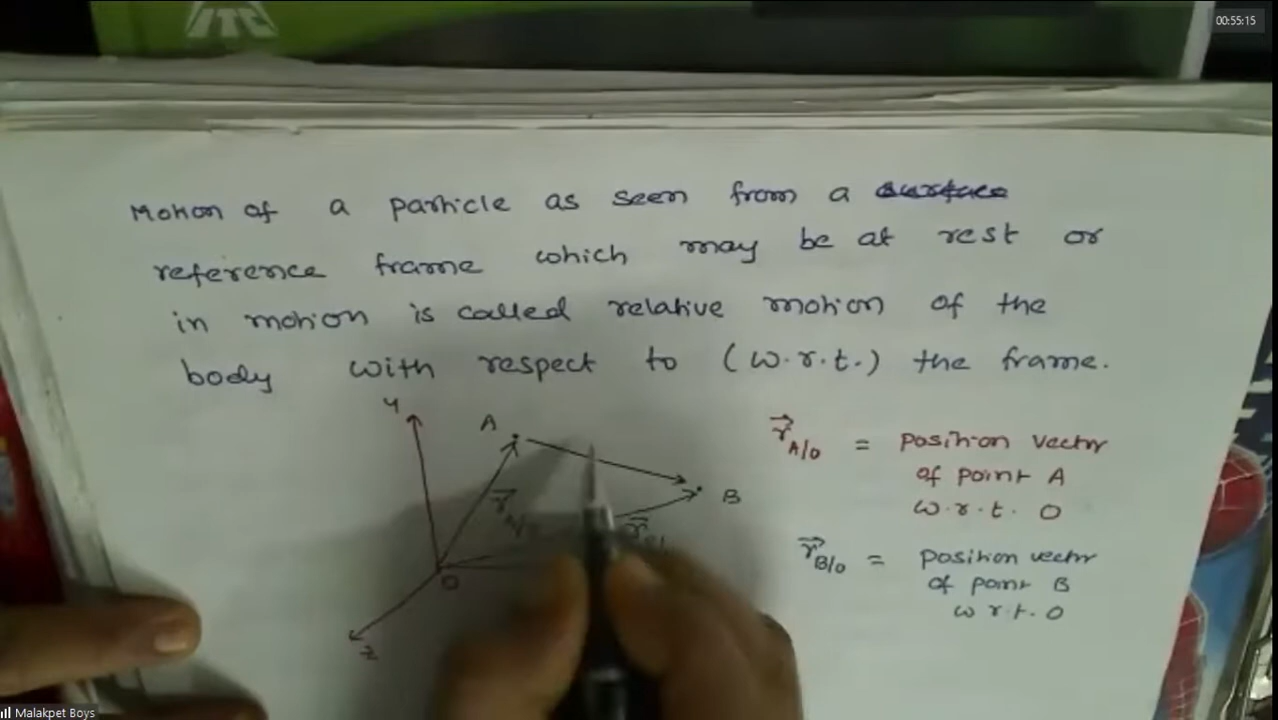 ITC
00:55:15
Motion of a particle as seen from a
reference frame which may be at rest or
in motion is called relative motion of the
body with respect to (w.r.t.) the frame.
y
A
B
O
z
r⃗A/O = position vector
of point A
w.r.t. O
r⃗B/O = position vector
of point B
w r.t. O
Malakpet Boys